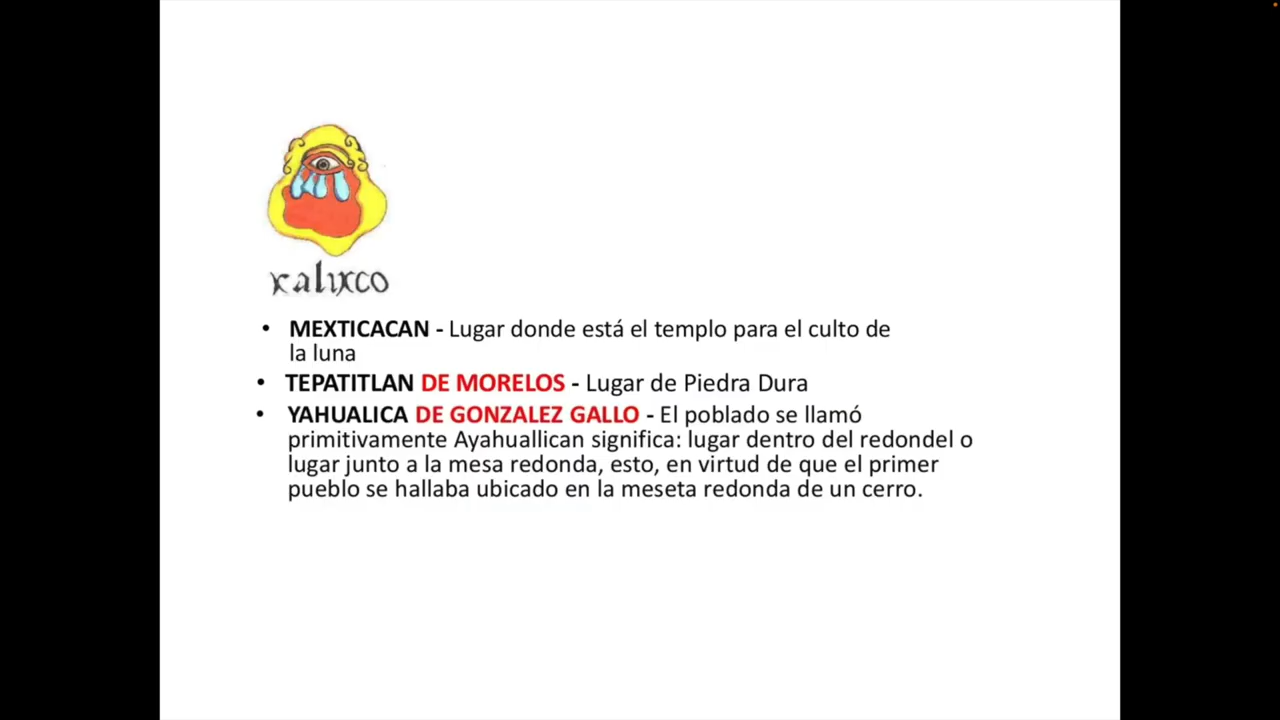 xalixco
• MEXTICACAN - Lugar donde está el templo para el culto de
la luna
• TEPATITLAN DE MORELOS - Lugar de Piedra Dura
• YAHUALICA DE GONZALEZ GALLO - El poblado se llamó
primitivamente Ayahuallican significa: lugar dentro del redondel o
lugar junto a la mesa redonda, esto, en virtud de que el primer
pueblo se hallaba ubicado en la meseta redonda de un cerro.